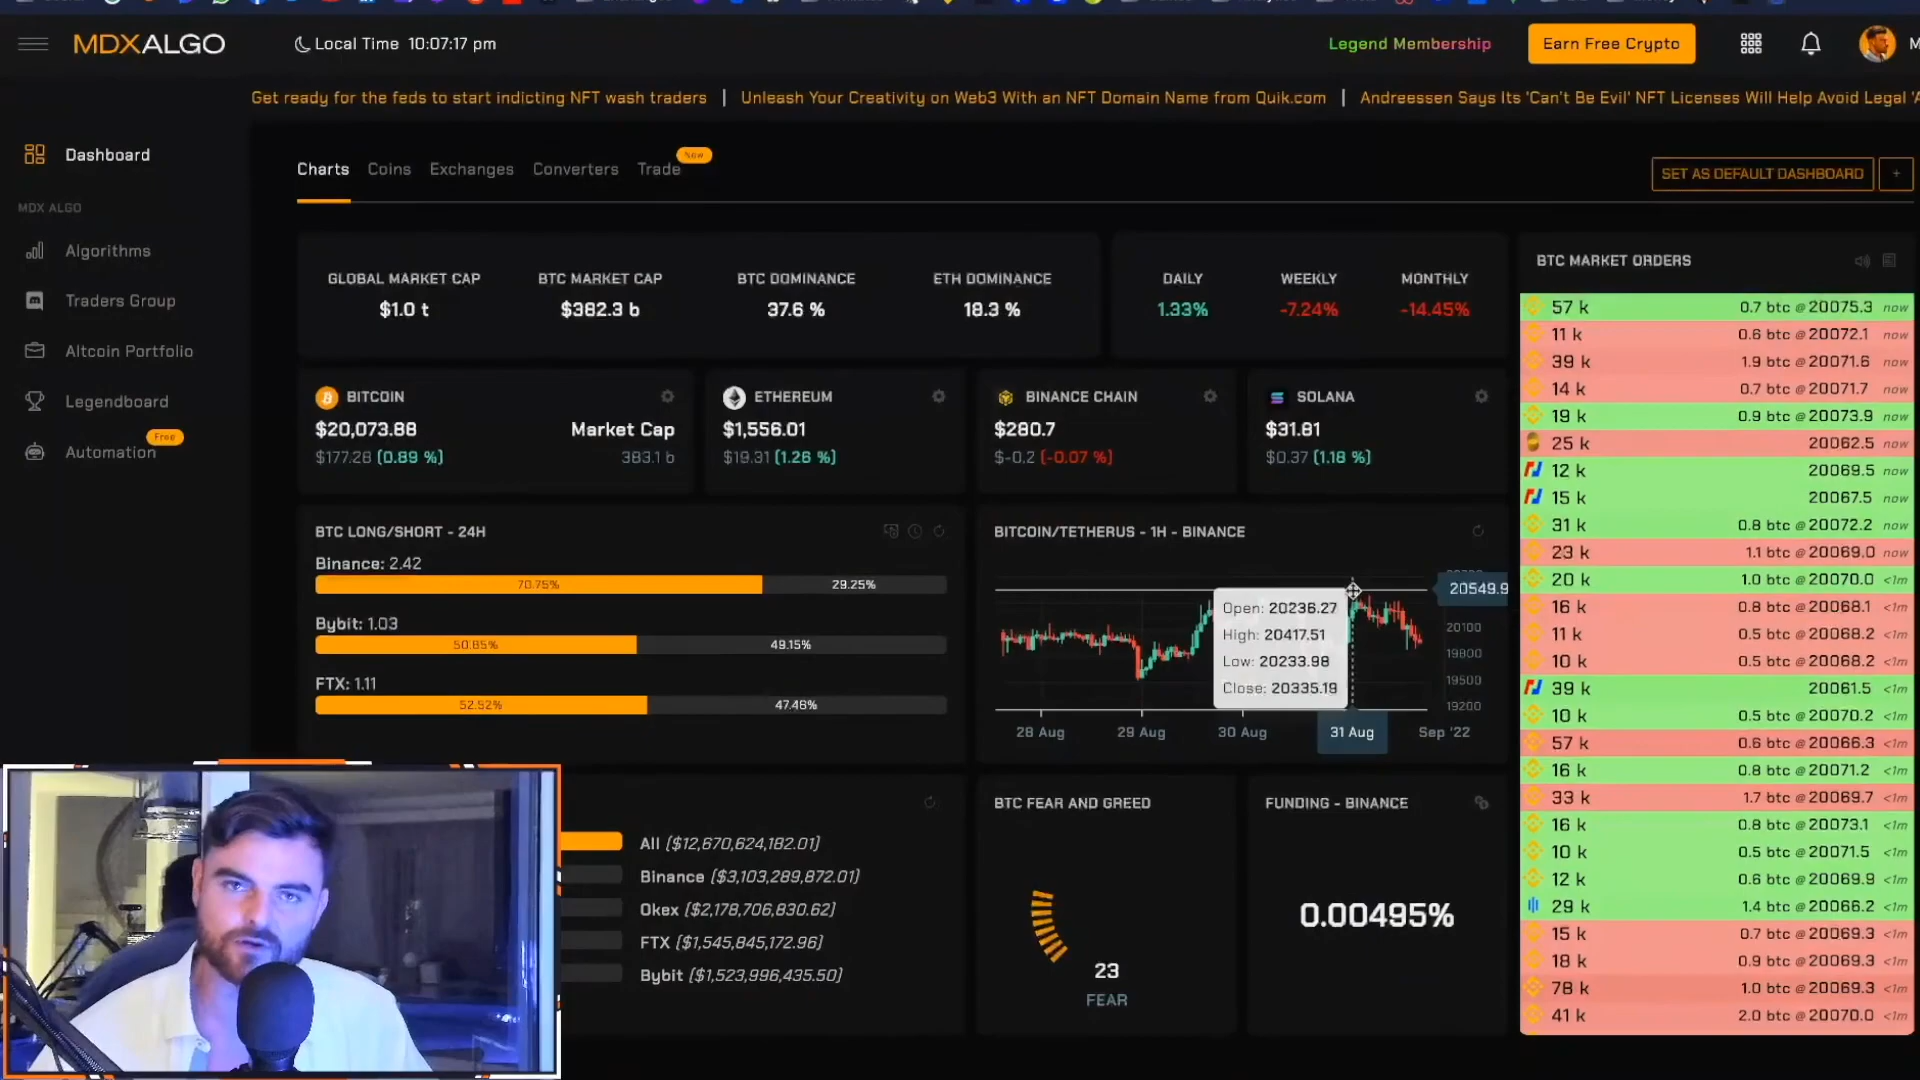 MDXALGO
Local Time 10:07:17 pm
Legend Membership
Earn Free Crypto
Get ready for the feds to start indicting NFT wash traders | Unleash Your Creativity on Web3 With an NFT Domain Name from Quik.com | Andreessen Says Its 'Can't Be Evil' NFT Licenses Will Help Avoid Legal
Dashboard
MDX ALGO
Algorithms
Traders Group
Altcoin Portfolio
Legendboard
Automation Free
Charts Coins Exchanges Converters Trade New
SET AS DEFAULT DASHBOARD +
GLOBAL MARKET CAP BTC MARKET CAP BTC DOMINANCE ETH DOMINANCE
$1.0 t $382.3 b 37.6 % 18.3 %
DAILY WEEKLY MONTHLY
1.33% -7.24% -14.45%
BITCOIN
$20,073.88 Market Cap
$177.28 (0.89 %) 383.1 b
ETHEREUM
$1,556.01
$19.31 (1.26 %)
BINANCE CHAIN
$280.7
$-0.2 (-0.07 %)
SOLANA
$31.81
$0.37 (1.18 %)
BTC LONG/SHORT - 24H
Binance: 2.42
70.75% 29.25%
Bybit: 1.03
50.85% 49.15%
FTX: 1.11
52.52% 47.48%
BITCOIN/TETHERUS - 1H - BINANCE
20549.9
Open: 20236.27
High: 20417.51
Low: 20233.98
Close: 20335.19
20100
19800
19500
19200
28 Aug 29 Aug 30 Aug 31 Aug Sep '22
All ($12,670,624,182.01)
Binance ($3,103,289,872.01)
Okex ($2,178,706,830.62)
FTX ($1,545,845,172.96)
Bybit ($1,523,996,435.50)
BTC FEAR AND GREED
23
FEAR
FUNDING - BINANCE
0.00495%
BTC MARKET ORDERS
57 k 0.7 btc @ 20075.3 now
11 k 0.6 btc @ 20072.1 now
39 k 1.9 btc @ 20071.6 now
14 k 0.7 btc @ 20071.7 now
19 k 0.9 btc @ 20073.9 now
25 k 20062.5 now
12 k 20069.5 now
15 k 20067.5 now
31 k 0.8 btc @ 20072.2 now
23 k 1.1 btc @ 20069.0 now
20 k 1.0 btc @ 20070.0 <1m
16 k 0.8 btc @ 20068.1 <1m
11 k 0.5 btc @ 20068.2 <1m
10 k 0.5 btc @ 20068.2 <1m
39 k 20061.5 <1m
10 k 0.5 btc @ 20070.2 <1m
57 k 0.6 btc @ 20066.3 <1m
16 k 0.8 btc @ 20071.2 <1m
33 k 1.7 btc @ 20069.7 <1m
16 k 0.8 btc @ 20073.1 <1m
10 k 0.5 btc @ 20071.5 <1m
12 k 0.6 btc @ 20069.9 <1m
29 k 1.4 btc @ 20066.2 <1m
15 k 0.7 btc @ 20069.3 <1m
18 k 0.9 btc @ 20069.3 <1m
78 k 1.0 btc @ 20069.3 <1m
41 k 2.0 btc @ 20070.0 <1m